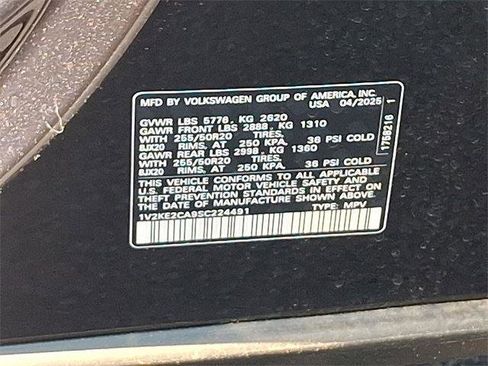 MFD BY VOLKSWAGEN GROUP OF AMERICA, INC.
USA 04/2025
GVWR LBS 5776, KG 2620
GAWR FRONT LBS 2888, KG 1310
WITH 255/50R20 TIRES,
8JX20 RIMS, AT 250 KPA, 36 PSI COLD
GAWR REAR LBS 2998, KG 1360
WITH 255/50R20 TIRES,
8JX20 RIMS, AT 250 KPA, 36 PSI COLD
THIS VEHICLE CONFORMS TO ALL APPLICABLE
U.S. FEDERAL MOTOR VEHICLE SAFETY AND
THEFT PREVENTION STANDARDS IN EFFECT ON
THE DATE OF MANUFACTURE SHOWN ABOVE.
1V2KE2CA9SC224491 TYPE: MPV
1758216 1